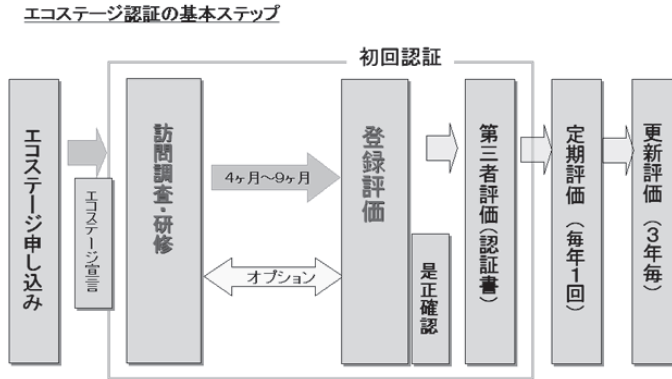 エコステージ認証の基本ステップ
初回認証
エコステージ申し込み
エコステージ宣言
訪問調査・研修
4ヶ月～9ヶ月
オプション
登録評価
是正確認
第三者評価（認証書）
定期評価（毎年1回）
更新評価（3年毎）